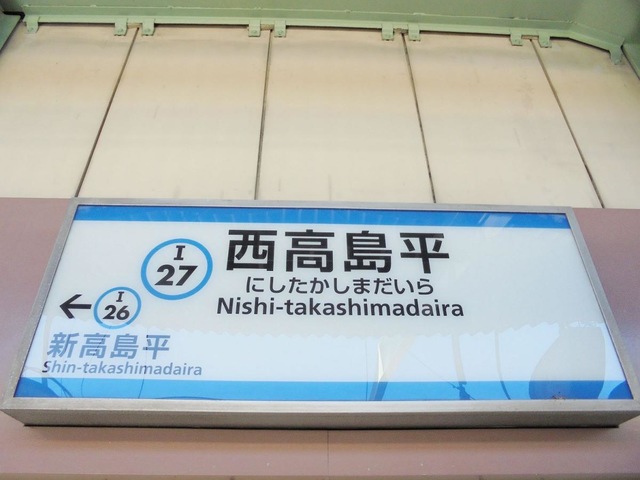 I
27
西高島平
にしたかしまだいら
Nishi-takashimadaira
←
I
26
新高島平
Shin-takashimadaira